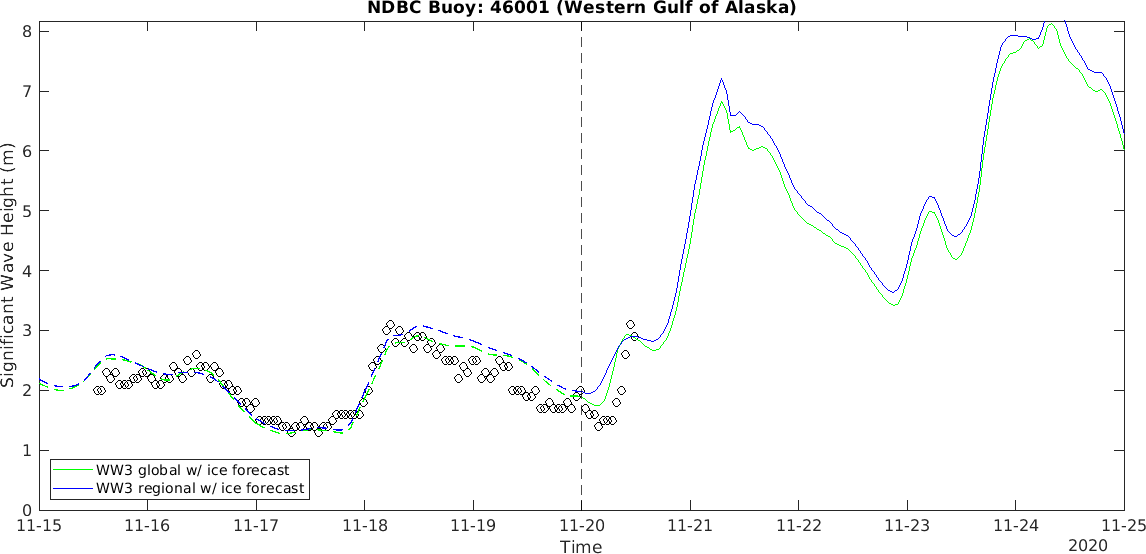 NDBC Buoy: 46001 (Western Gulf of Alaska)
8
7
6
5
4
3
2
1
0
Significant Wave Height (m)
WW3 global w/ ice forecast
WW3 regional w/ ice forecast
11-15 11-16 11-17 11-18 11-19 11-20 11-21 11-22 11-23 11-24 11-25
Time
2020